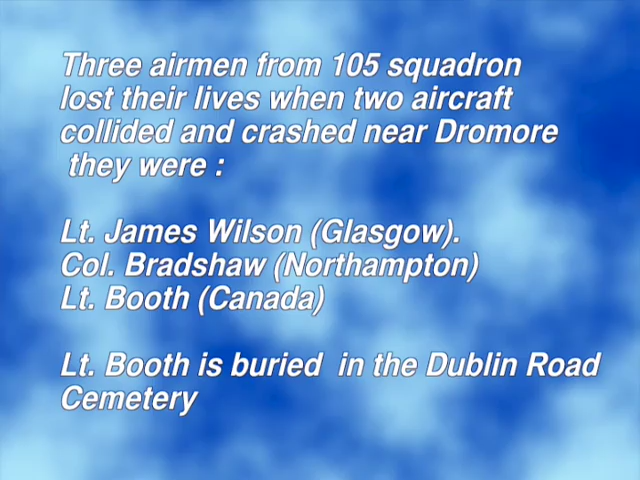 Three airmen from 105 squadron
lost their lives when two aircraft
collided and crashed near Dromore
they were :
Lt. James Wilson (Glasgow).
Col. Bradshaw (Northampton)
Lt. Booth (Canada)
Lt. Booth is buried  in the Dublin Road
Cemetery